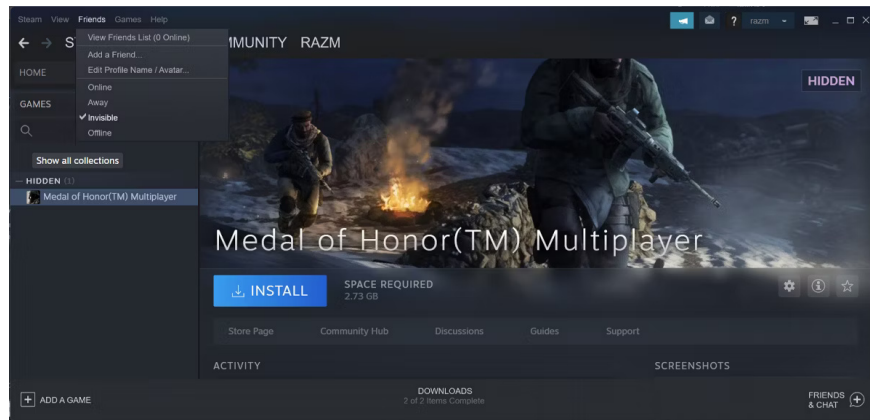 Steam View Friends Games Help
razm
View Friends List (0 Online)
Add a Friend...
Edit Profile Name / Avatar...
Online
Away
Invisible
Offline
MMUNITY RAZM
HOME
GAMES
Show all collections
HIDDEN (1)
Medal of Honor(TM) Multiplayer
HIDDEN
Medal of Honor(TM) Multiplayer
INSTALL
SPACE REQUIRED
2.73 GB
Store Page Community Hub Discussions Guides Support
ACTIVITY
SCREENSHOTS
ADD A GAME
DOWNLOADS
2 of 2 Items Complete
FRIENDS
& CHAT